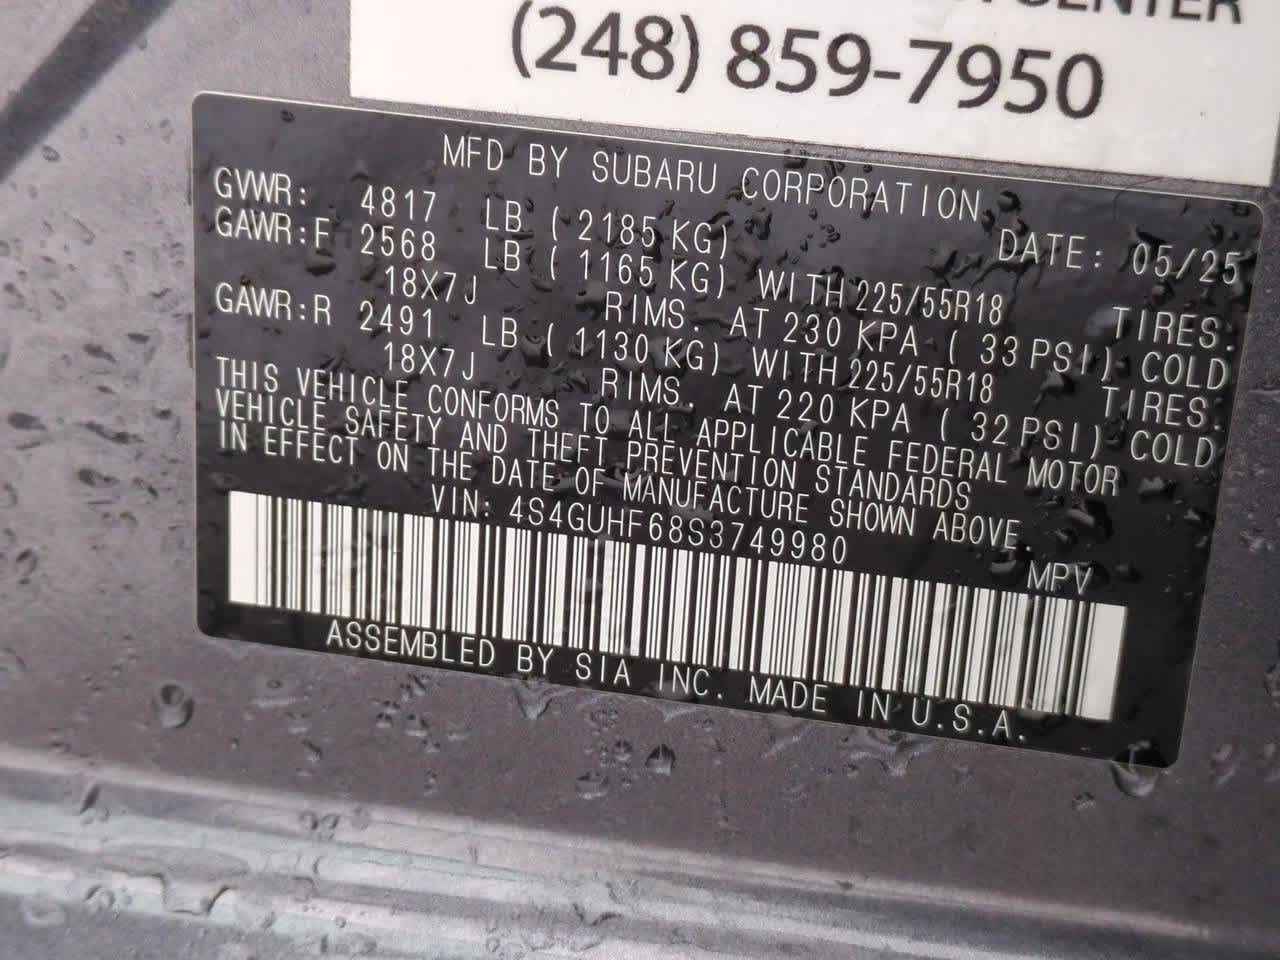 CENTER
(248) 859-7950
MFD BY SUBARU CORPORATION
DATE: 05/25
GVWR: 4817 LB ( 2185 KG)
GAWR:F 2568 LB ( 1165 KG) WITH 225/55R18 TIRES.
18X7J RIMS. AT 230 KPA ( 33 PSI) COLD
GAWR:R 2491 LB ( 1130 KG) WITH 225/55R18 TIRES.
18X7J RIMS. AT 220 KPA ( 32 PSI) COLD
THIS VEHICLE CONFORMS TO ALL APPLICABLE FEDERAL MOTOR
VEHICLE SAFETY AND THEFT PREVENTION STANDARDS
IN EFFECT ON THE DATE OF MANUFACTURE SHOWN ABOVE.
VIN: 4S4GUHF68S3749980
MPV
ASSEMBLED BY SIA INC. MADE IN U.S.A.